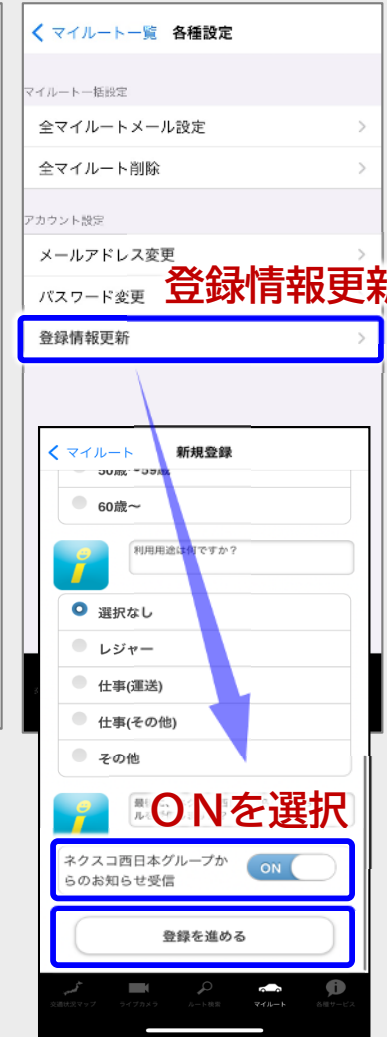 マイルート一覧 各種設定
マイルート一括設定
全マイルートメール設定
全マイルート削除
アカウント設定
メールアドレス変更
パスワード変更
登録情報更新
登録情報更新
マイルート 新規登録
50歳~59歳
60歳~
利用用途は何ですか?
選択なし
レジャー
仕事(運送)
仕事(その他)
その他
ONを選択
ネクスコ西日本グループか
らのお知らせ受信
ON
登録を進める
交通状況マップ ライブカメラ ルート検索 マイルート 各種サービス